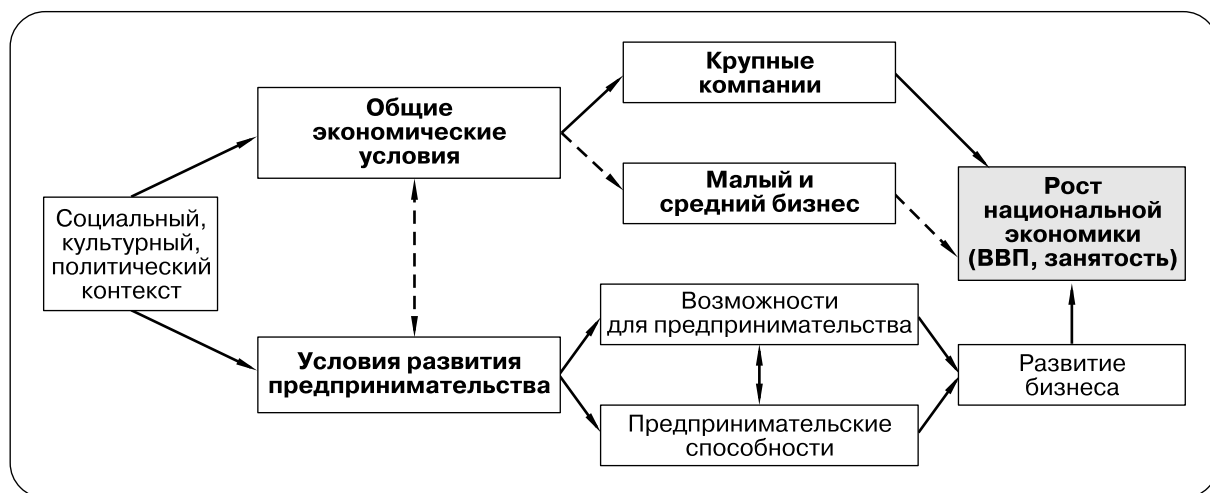 Крупные
компании
Общие
экономические
условия
Малый и
средний бизнес
Рост
национальной
экономики
(ВВП, занятость)
Социальный,
культурный,
политический
контекст
Возможности
для предпринимательства
Условия развития
предпринимательства
Развитие
бизнеса
Предпринимательские
способности